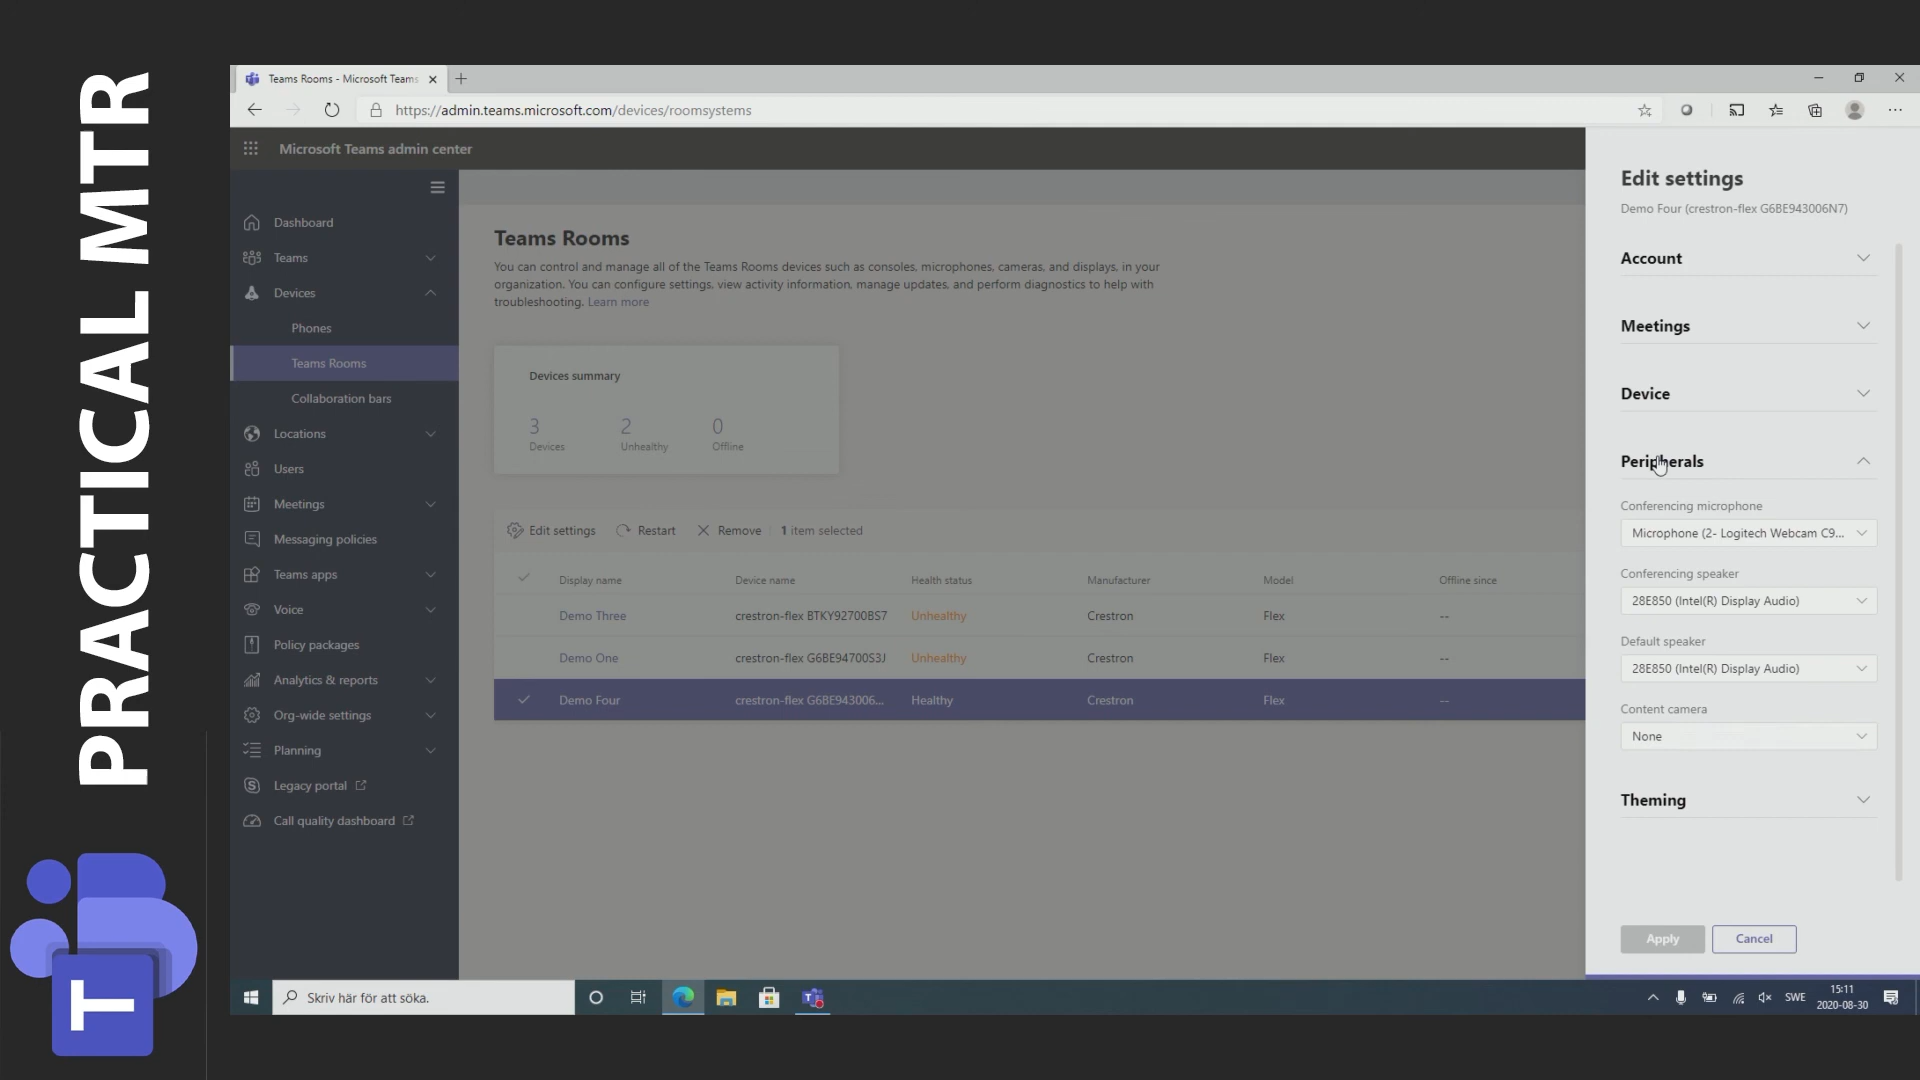 PRACTICAL MTR
T
Teams Rooms - Microsoft Teams
https://admin.teams.microsoft.com/devices/roomsystems
Microsoft Teams admin center
Dashboard
Teams
Devices
Phones
Teams Rooms
Collaboration bars
Locations
Users
Meetings
Messaging policies
Teams apps
Voice
Policy packages
Analytics & reports
Org-wide settings
Planning
Legacy portal
Call quality dashboard
Teams Rooms
You can control and manage all of the Teams Rooms devices such as consoles, microphones, cameras, and displays, in your
organization. You can configure settings, view activity information, manage updates, and perform diagnostics to help with
troubleshooting. Learn more
Devices summary
3 2 0
Devices Unhealthy Offline
Edit settings Restart Remove 1 item selected
Display name Device name Health status Manufacturer Model Offline since
Demo Three crestron-flex BTKY92700BS7 Unhealthy Crestron Flex --
Demo One crestron-flex G6BE94700S3J Unhealthy Crestron Flex --
Demo Four crestron-flex G6BE943006... Healthy Crestron Flex --
Edit settings
Demo Four (crestron-flex G6BE943006N7)
Account
Meetings
Device
Peripherals
Conferencing microphone
Microphone (2- Logitech Webcam C9...
Conferencing speaker
28E850 (Intel(R) Display Audio)
Default speaker
28E850 (Intel(R) Display Audio)
Content camera
None
Theming
Apply Cancel
Skriv här för att söka.
T
SWE
15:11
2020-08-30